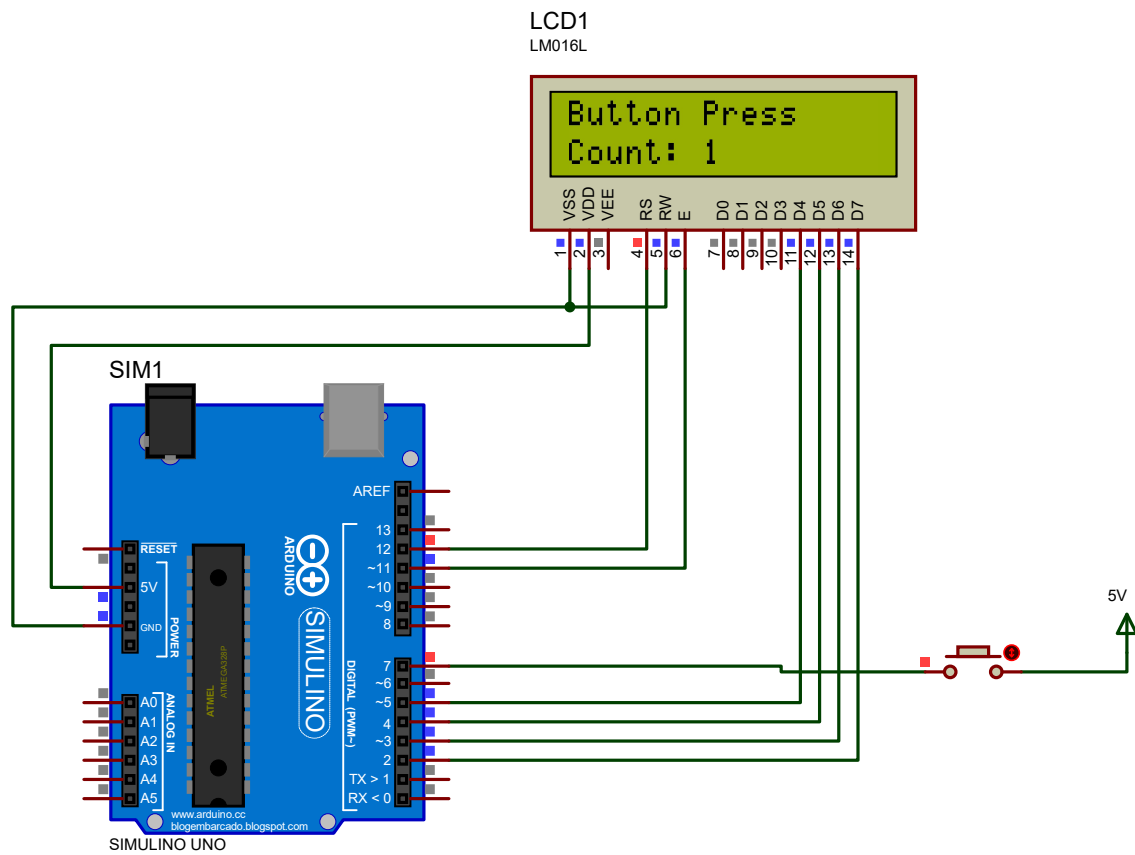 LCD1
LM016L
Button Press
Count: 1
VSS
VDD
VEE
RS
RW
E
D0
D1
D2
D3
D4
D5
D6
D7
1
2
3
4
5
6
7
8
9
10
11
12
13
14
SIM1
AREF
13
12
~11
~10
~9
8
7
~6
~5
4
~3
2
TX > 1
RX < 0
RESET
5V
GND
POWER
A0
A1
A2
A3
A4
A5
ANALOG IN
ATMEL
ATMEGA328P
ARDUINO
SIMULINO
DIGITAL (PWM~)
www.arduino.cc
blogembarcado.blogspot.com
SIMULINO UNO
5V